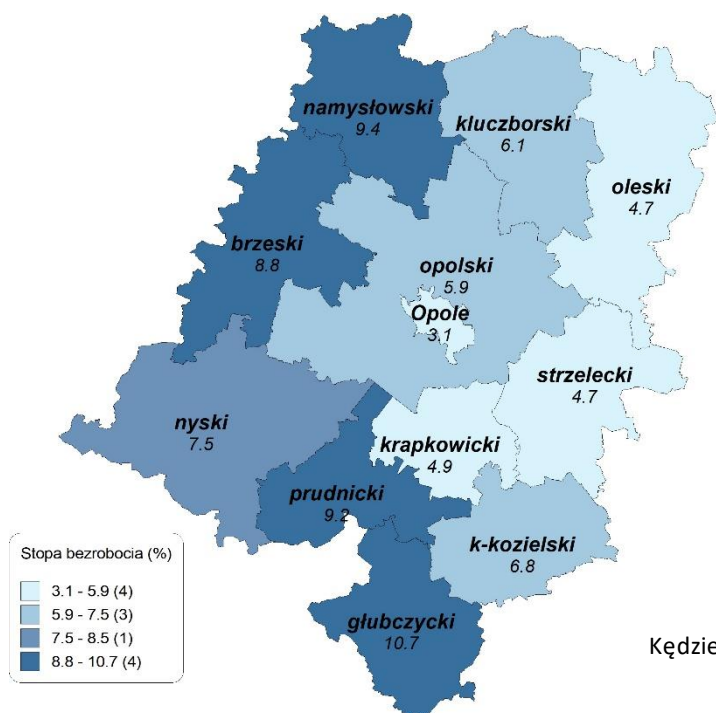 namysłowski
9.4
kluczborski
6.1
oleski
4.7
brzeski
8.8
opolski
5.9
Opole
3.1
strzelecki
4.7
nyski
7.5
krapkowicki
4.9
prudnicki
9.2
k-kozielski
6.8
głubczycki
10.7
Stopa bezrobocia (%)
3.1 - 5.9 (4)
5.9 - 7.5 (3)
7.5 - 8.5 (1)
8.8 - 10.7 (4)
Kędzie